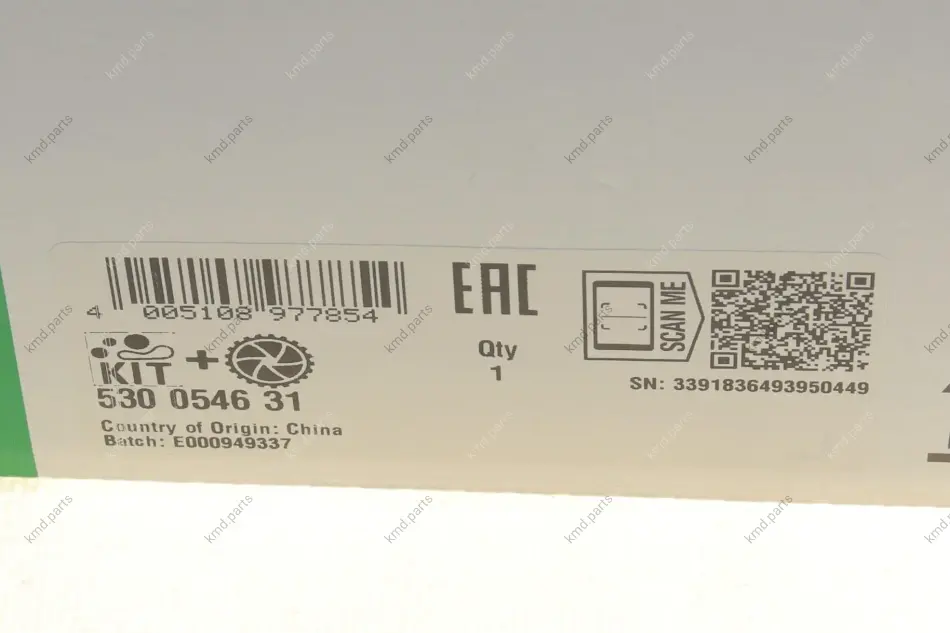 4 005108 977854
EAC
SCAN ME
Qty
1
SN: 3391836493950449
KIT +
530 0546 31
Country of Origin: China
Batch: E000949337
kmd.parts